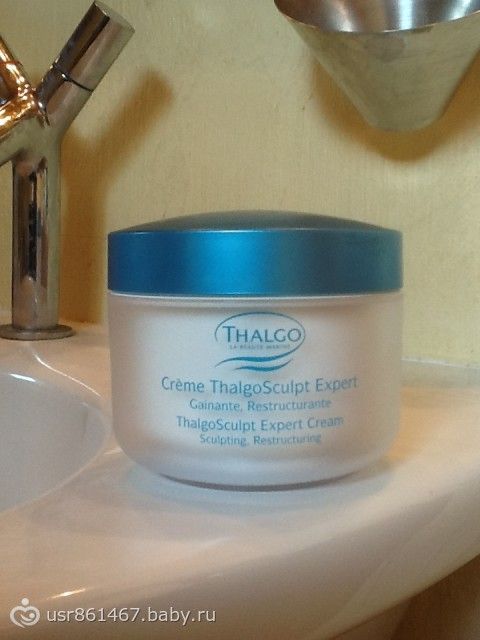 THALGO
LA BEAUTÉ MARINE
Crème ThalgoSculpt Expert
Gainante, Restructurante
ThalgoSculpt Expert Cream
Sculpting, Restructuring
usr861467.baby.ru